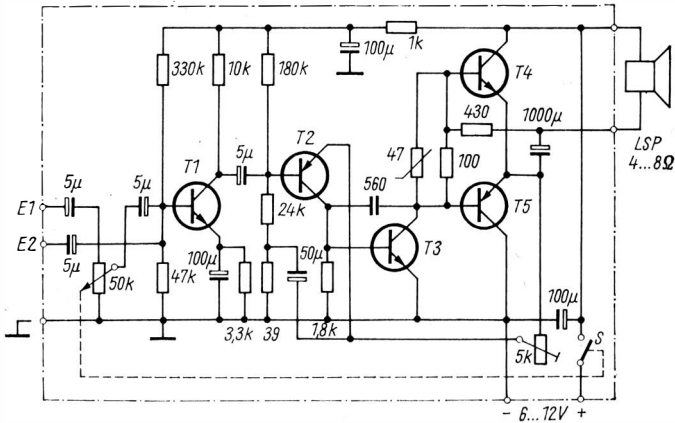 100µ
1k
330k
10k
180k
T4
430
1000µ
T2
5µ
T1
5µ
5µ
47
100
LSP
4...8Ω
E1
24k
560
T5
E2
5µ
50k
47k
100µ
50µ
T3
100µ
3,3k
39
1,8k
5k
S
− 6...12V +